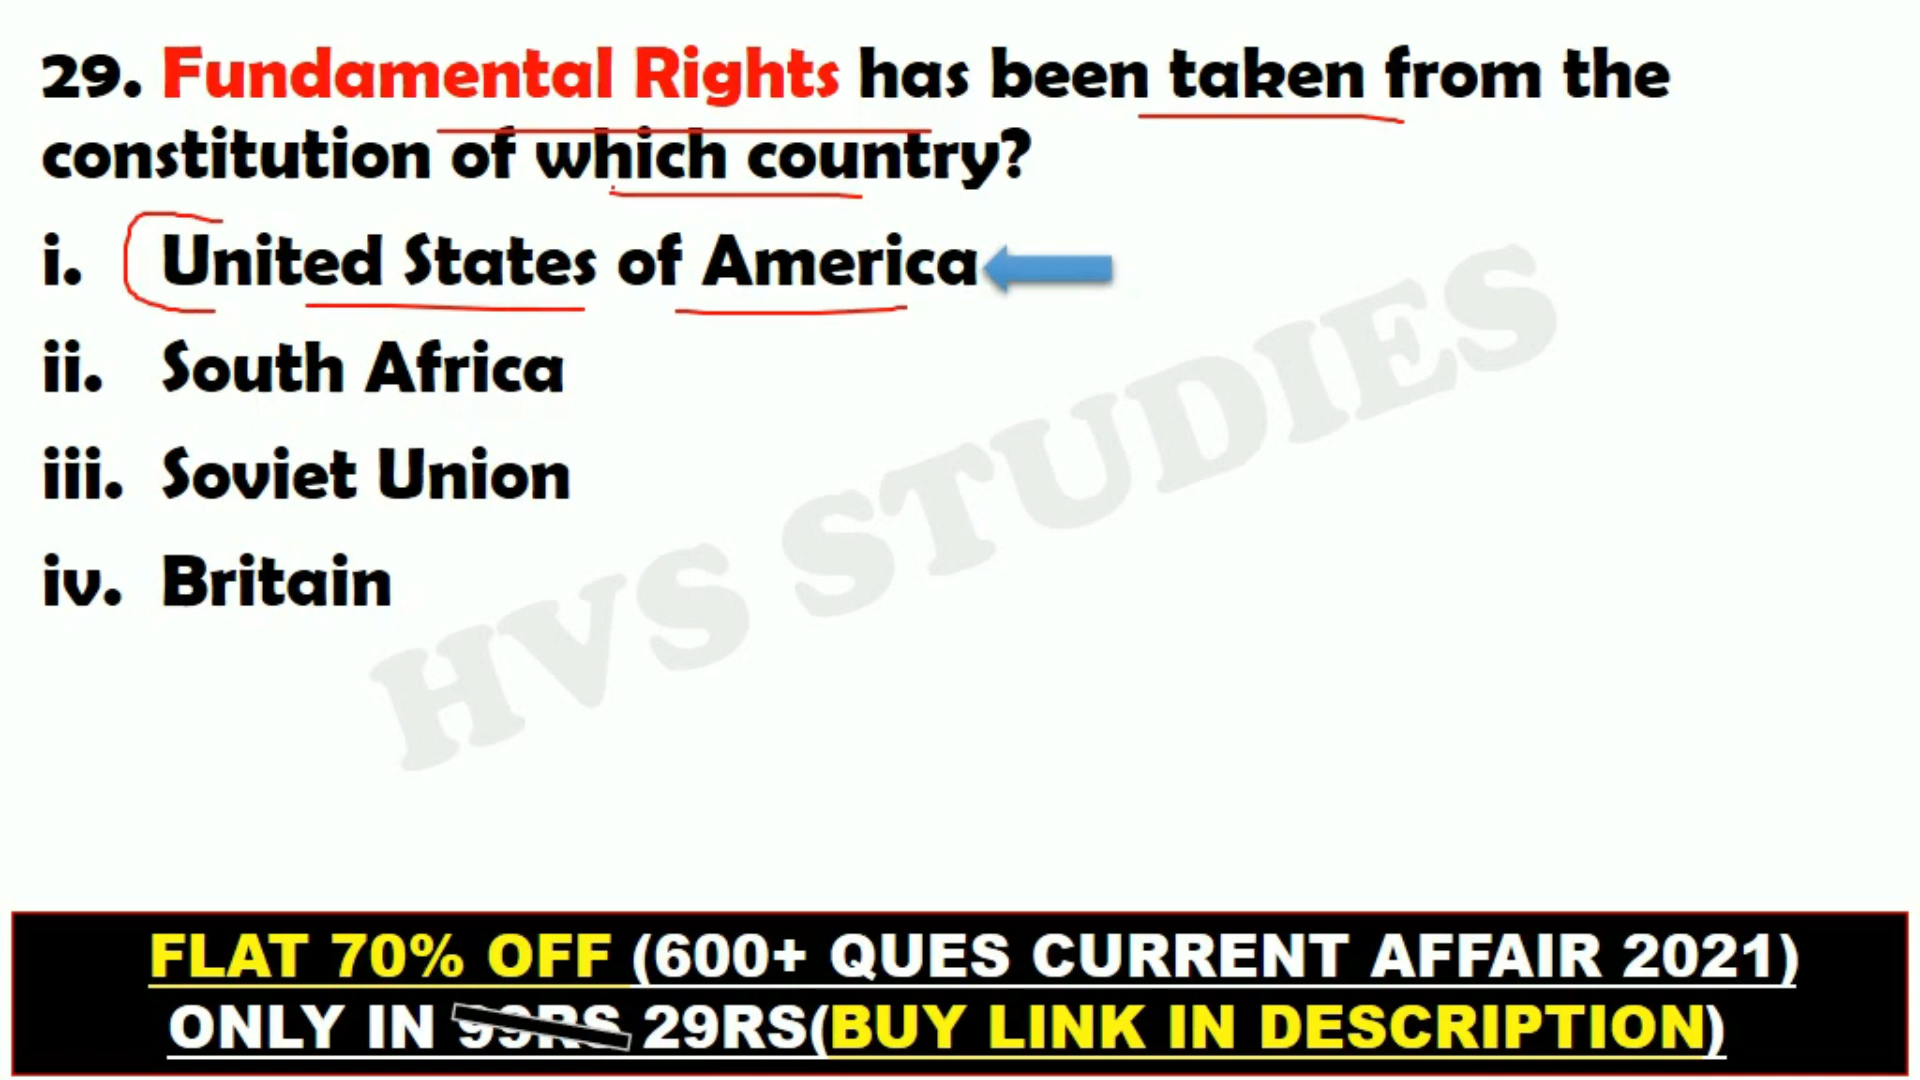 29. Fundamental Rights has been taken from the
constitution of which country?
i. United States of America
ii. South Africa
iii. Soviet Union
iv. Britain
HVS STUDIES
FLAT 70% OFF (600+ QUES CURRENT AFFAIR 2021)
ONLY IN 99RS 29RS(BUY LINK IN DESCRIPTION)